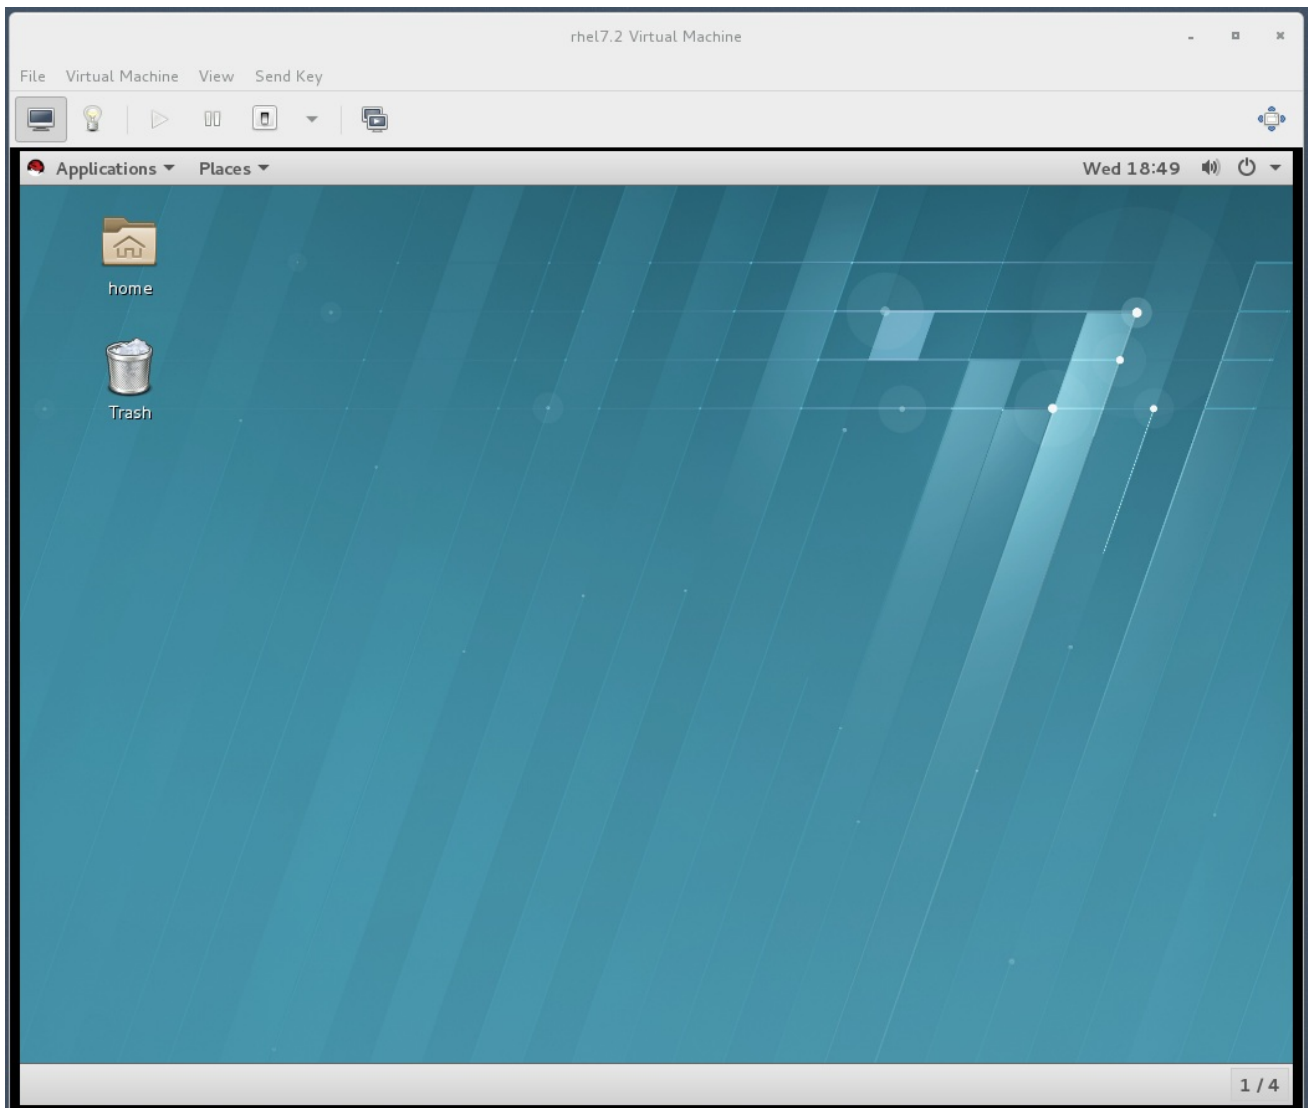 rhel7.2 Virtual Machine
File Virtual Machine View Send Key
Applications Places Wed 18:49
home
Trash
1 / 4